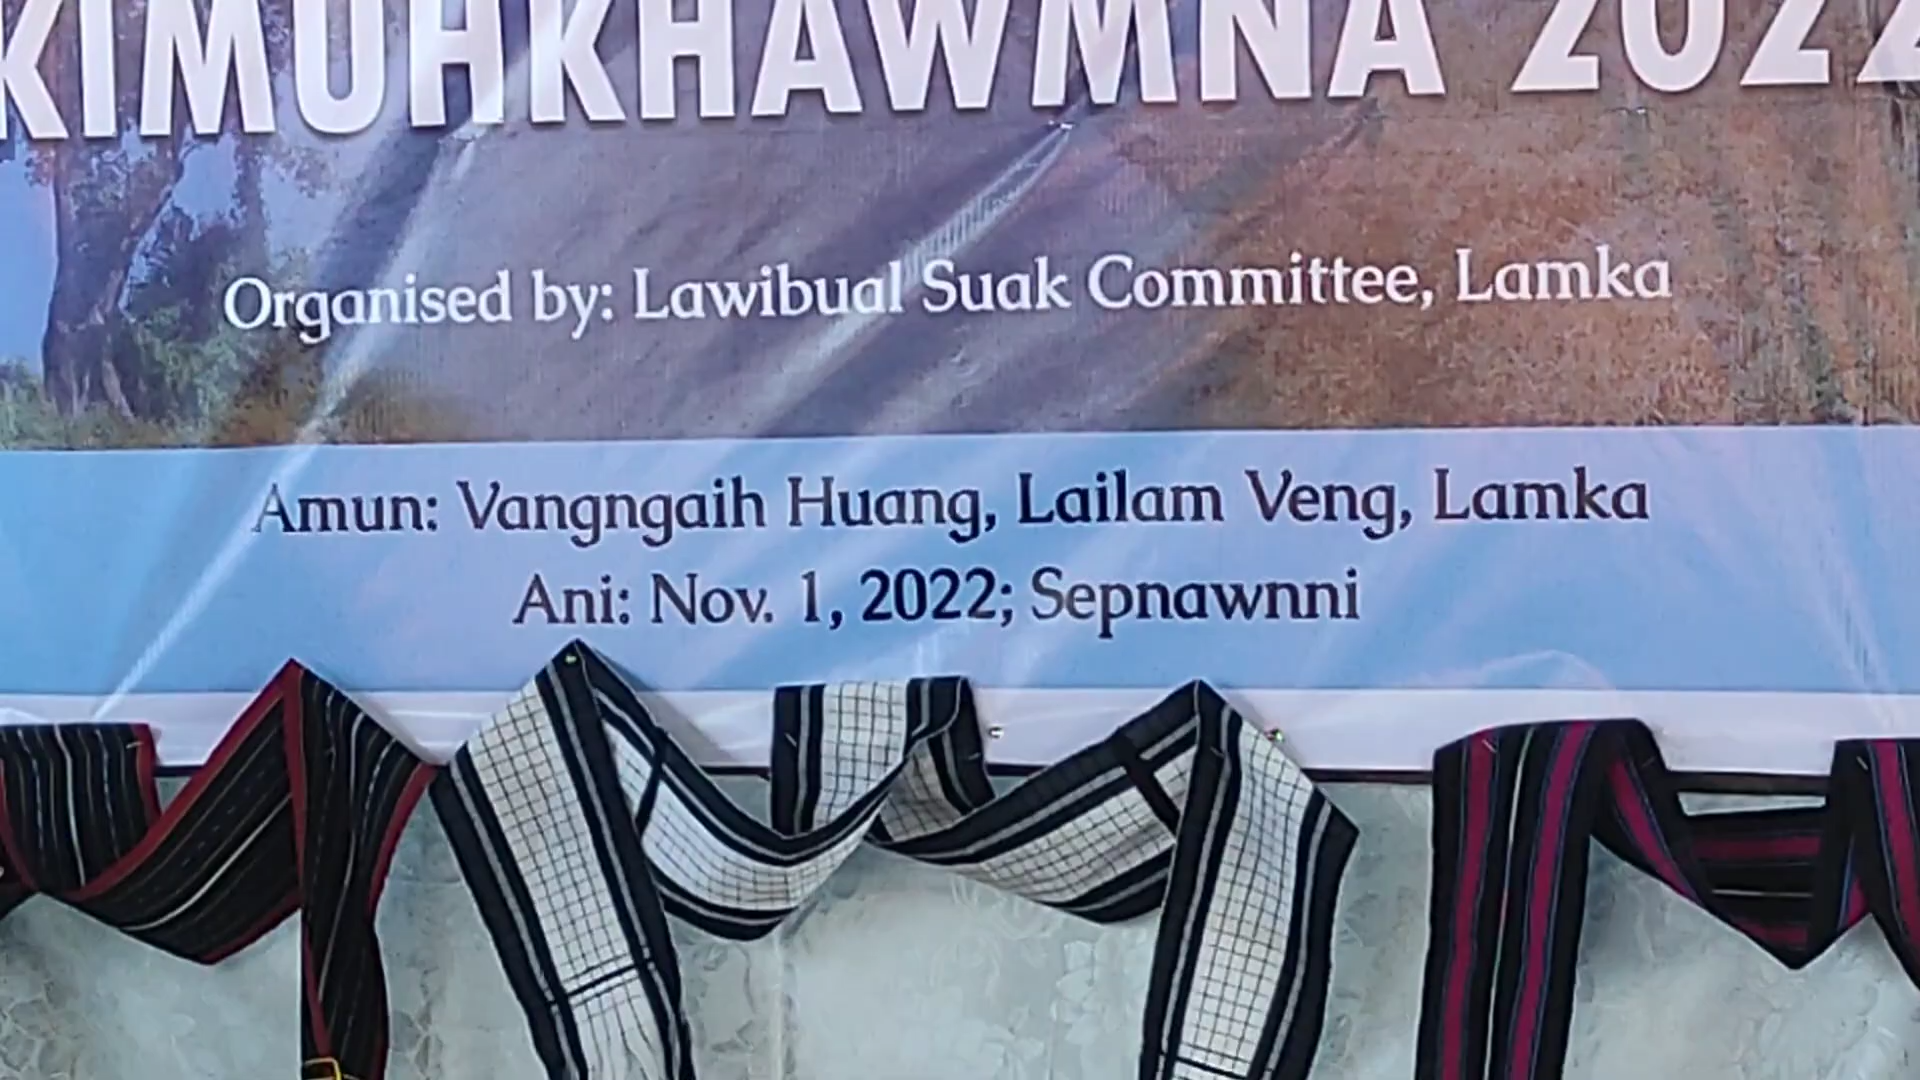 KIMUHKHAWMNA 2022
Organised by: Lawibual Suak Committee, Lamka
Amun: Vangngaih Huang, Lailam Veng, Lamka
Ani: Nov. 1, 2022; Sepnawnni